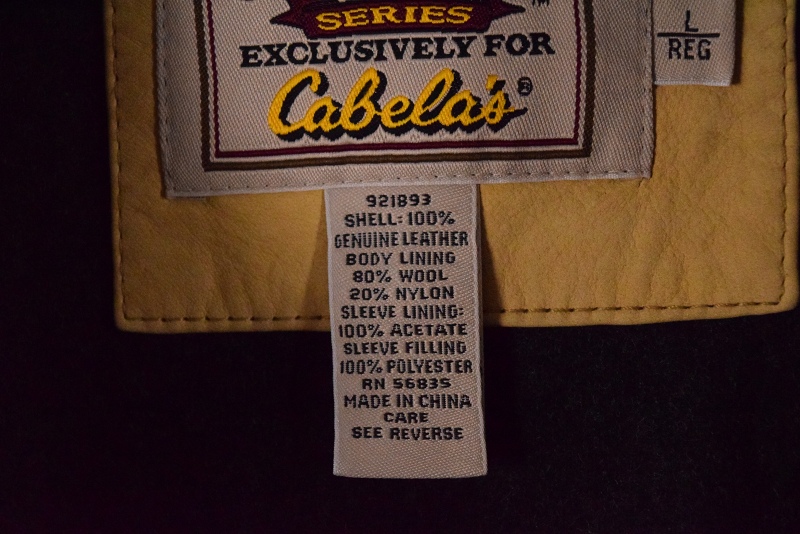 SERIES
TM
EXCLUSIVELY FOR
Cabela's®
L
REG
921893
SHELL: 100%
GENUINE LEATHER
BODY LINING
80% WOOL
20% NYLON
SLEEVE LINING:
100% ACETATE
SLEEVE FILLING
100% POLYESTER
RN 56835
MADE IN CHINA
CARE
SEE REVERSE